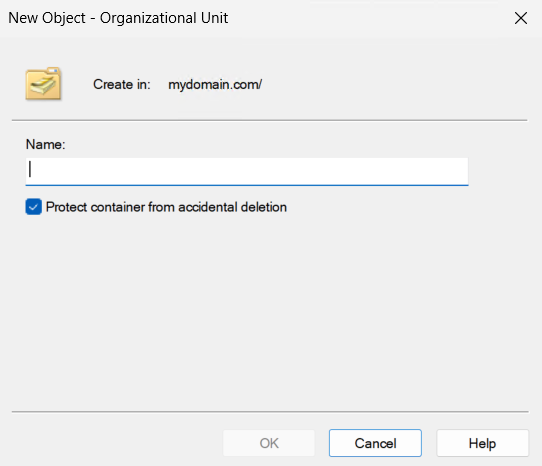 New Object - Organizational Unit
Create in: mydomain.com/
Name:
Protect container from accidental deletion
OK Cancel Help